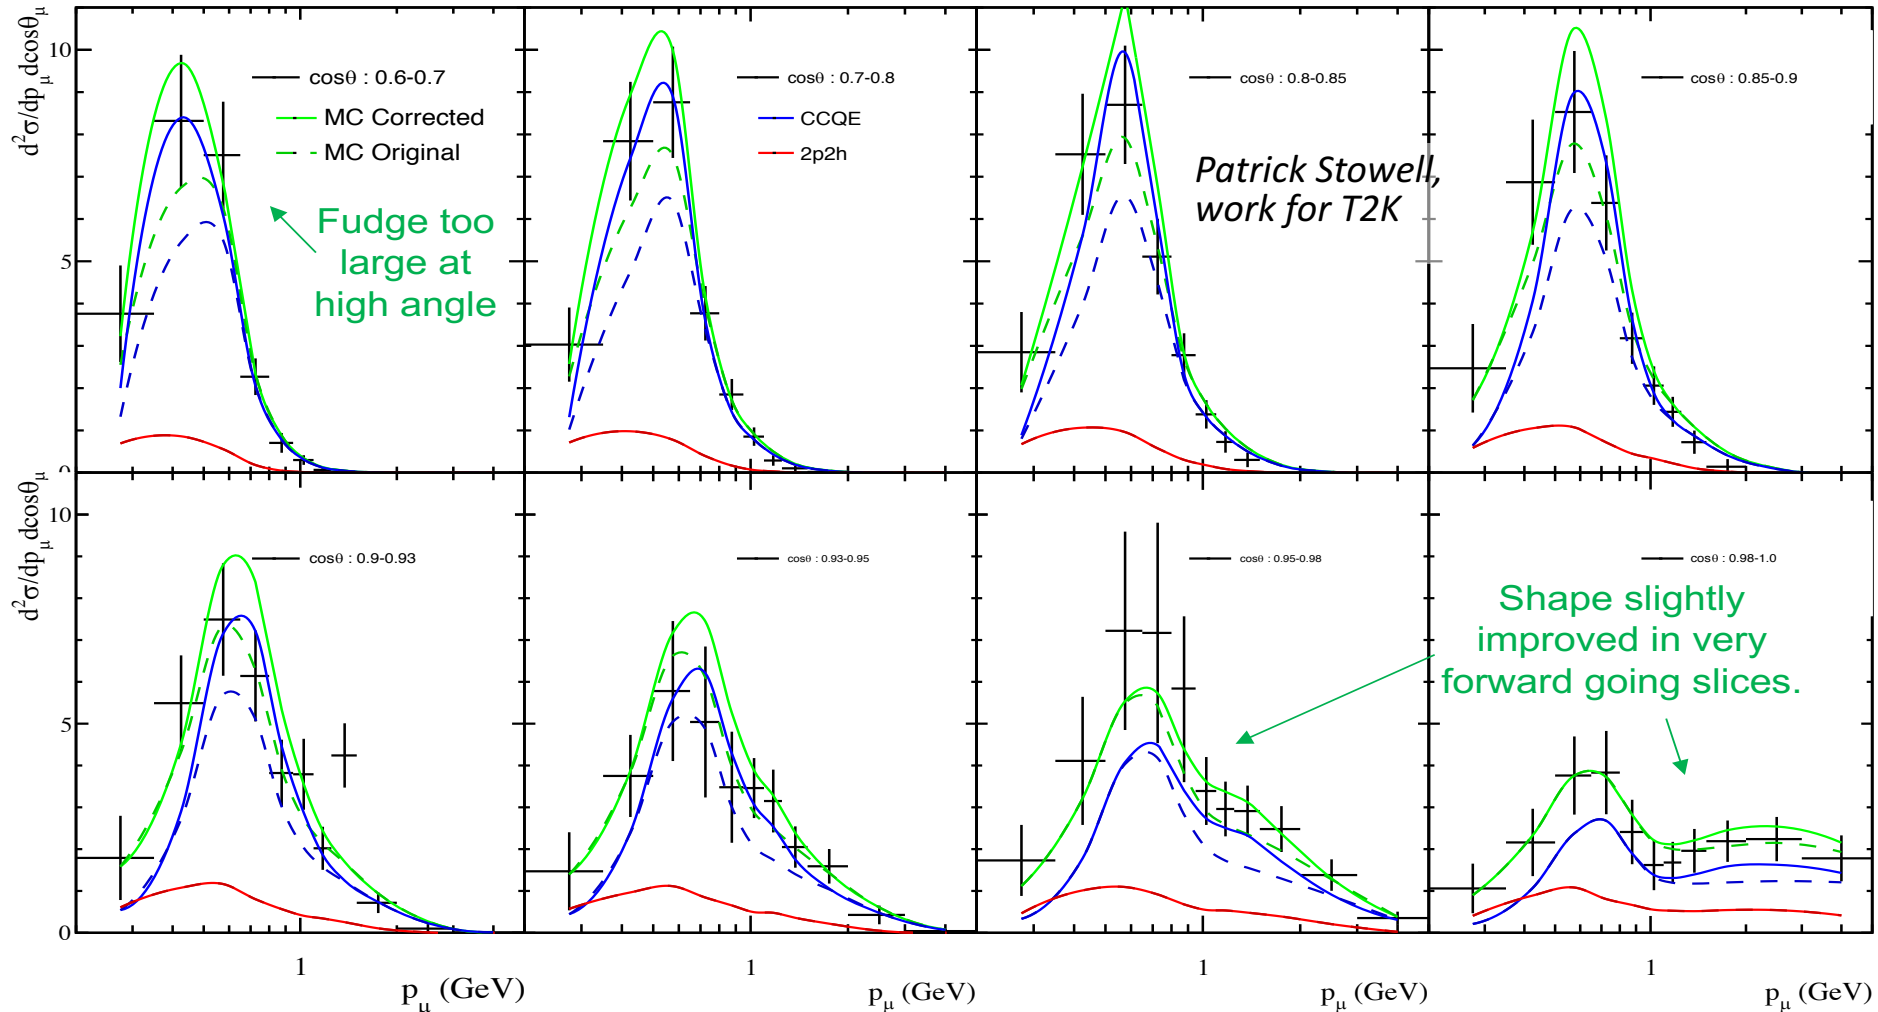 d²σ/dp_μ dcosθ_μ
10
5
0
cosθ : 0.6-0.7
MC Corrected
MC Original
Fudge too
large at
high angle
cosθ : 0.7-0.8
CCQE
2p2h
cosθ : 0.8-0.85
Patrick Stowell,
work for T2K
cosθ : 0.85-0.9
d²σ/dp_μ dcosθ_μ
10
5
0
cosθ : 0.9-0.93
cosθ : 0.93-0.95
cosθ : 0.95-0.98
cosθ : 0.98-1.0
Shape slightly
improved in very
forward going slices.
1
1
1
1
p_μ (GeV)
p_μ (GeV)
p_μ (GeV)
p_μ (GeV)